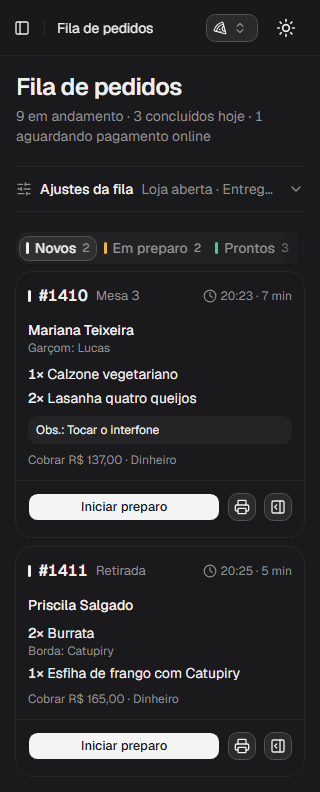 Fila de pedidos
Fila de pedidos
9 em andamento · 3 concluídos hoje · 1
aguardando pagamento online
Ajustes da fila Loja aberta · Entreg...
Novos 2 Em preparo 2 Prontos 3
#1410 Mesa 3 20:23 · 7 min
Mariana Teixeira
Garçom: Lucas
1× Calzone vegetariano
2× Lasanha quatro queijos
Obs.: Tocar o interfone
Cobrar R$ 137,00 · Dinheiro
Iniciar preparo
#1411 Retirada 20:25 · 5 min
Priscila Salgado
2× Burrata
Borda: Catupiry
1× Esfiha de frango com Catupiry
Cobrar R$ 165,00 · Dinheiro
Iniciar preparo